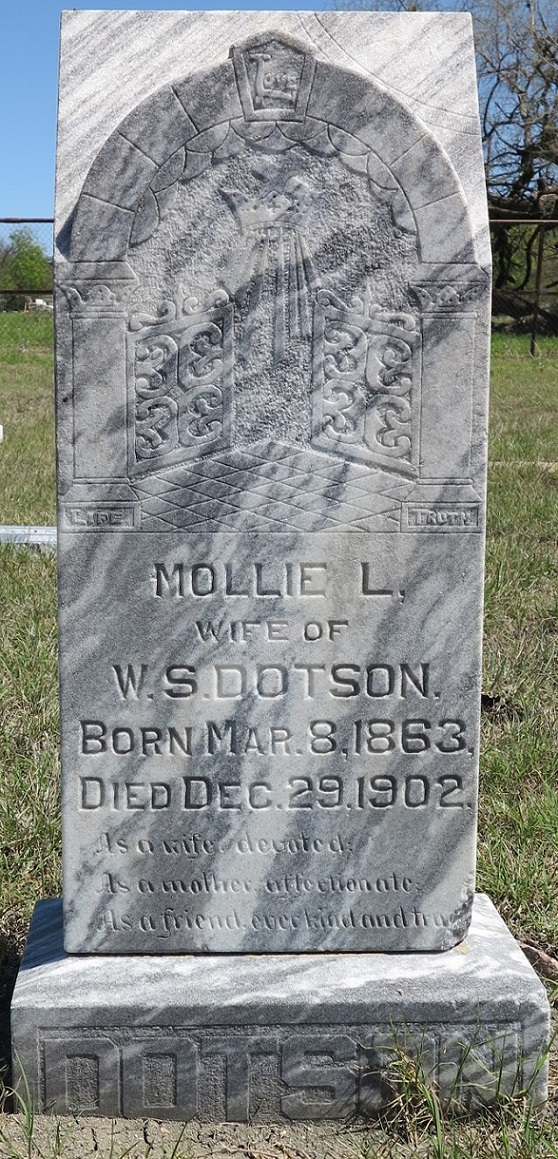 Love
Life
Truth
MOLLIE L,
WIFE OF
W.S. DOTSON.
BORN MAR. 8, 1863,
DIED DEC. 29, 1902.
As a wife, devoted;
As a mother, affectionate;
As a friend, ever kind and true.
DOTSON